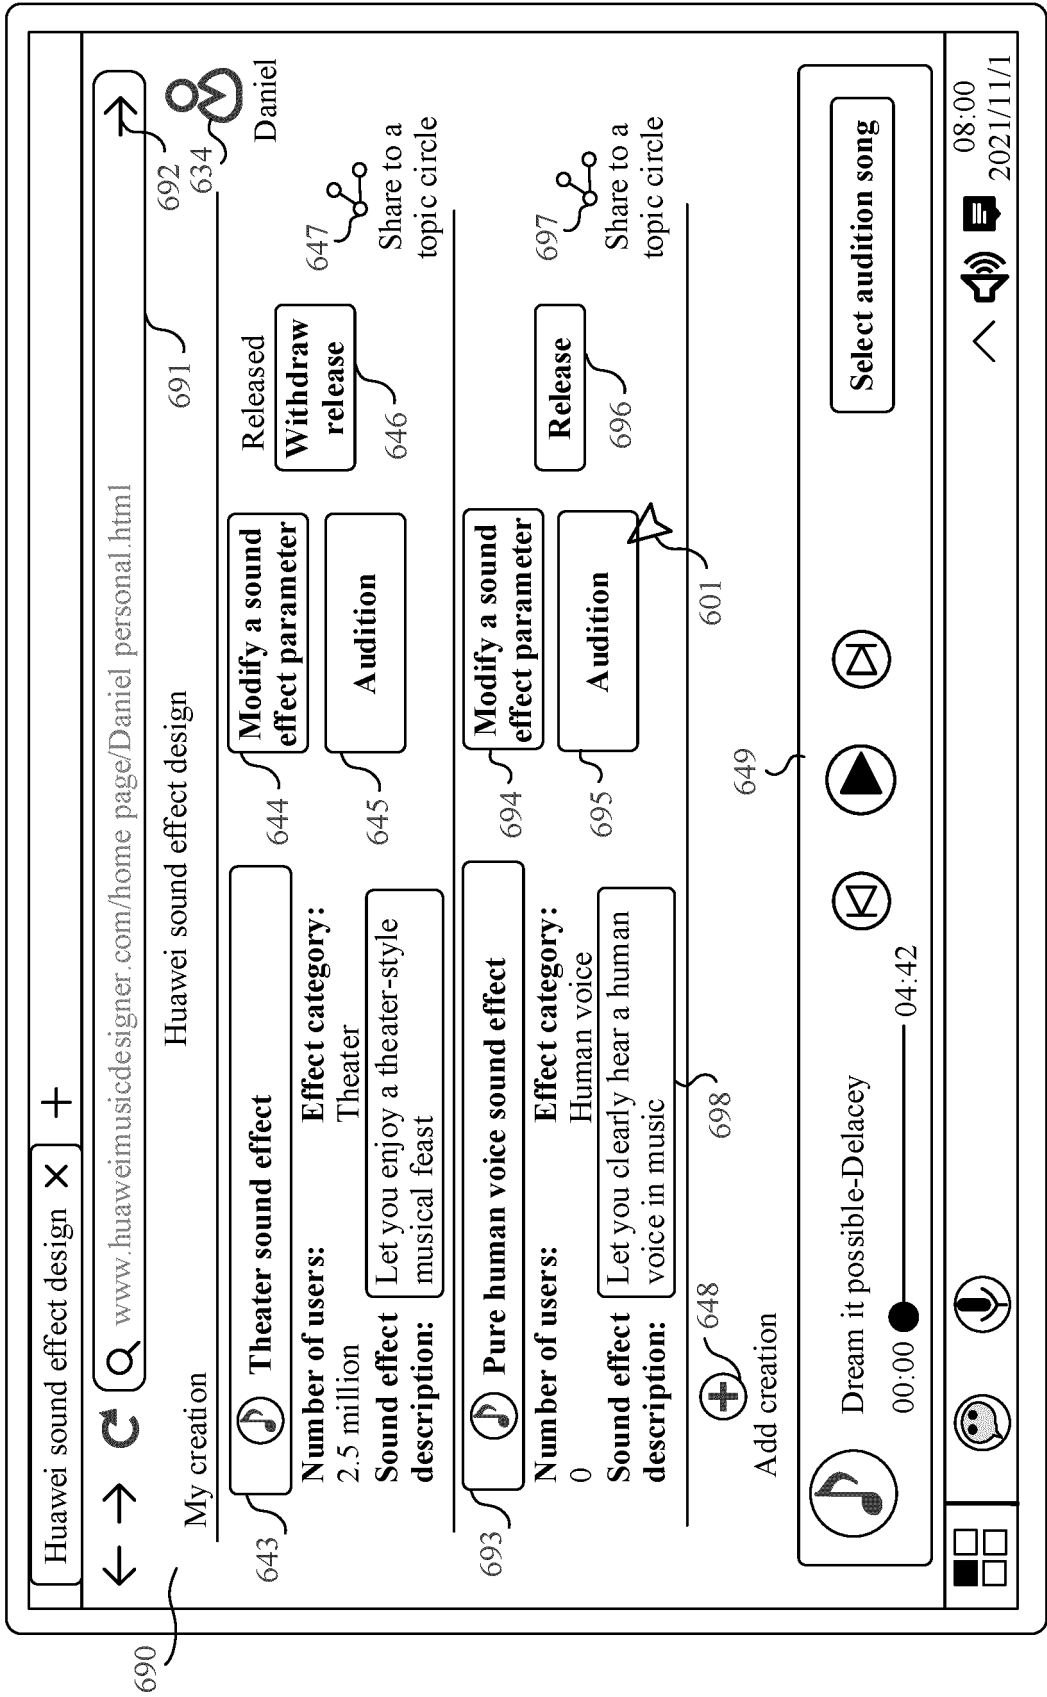 Huawei sound effect design
www.huaweimusicdesigner.com/home page/Daniel personal.html
690
691
692
634
My creation
Huawei sound effect design
Daniel
643
Theater sound effect
644
Modify a sound
effect parameter
Released
Withdraw
release
646
647
Share to a
topic circle
Number of users:
2.5 million
Effect category:
Theater
645
Audition
Sound effect
description:
Let you enjoy a theater-style
musical feast
693
Pure human voice sound effect
694
Modify a sound
effect parameter
Release
696
697
Share to a
topic circle
Number of users:
0
Effect category:
Human voice
695
Audition
601
Sound effect
description:
Let you clearly hear a human
voice in music
698
648
Add creation
649
Dream it possible-Delacey
00:00
04:42
Select audition song
08:00
2021/11/1